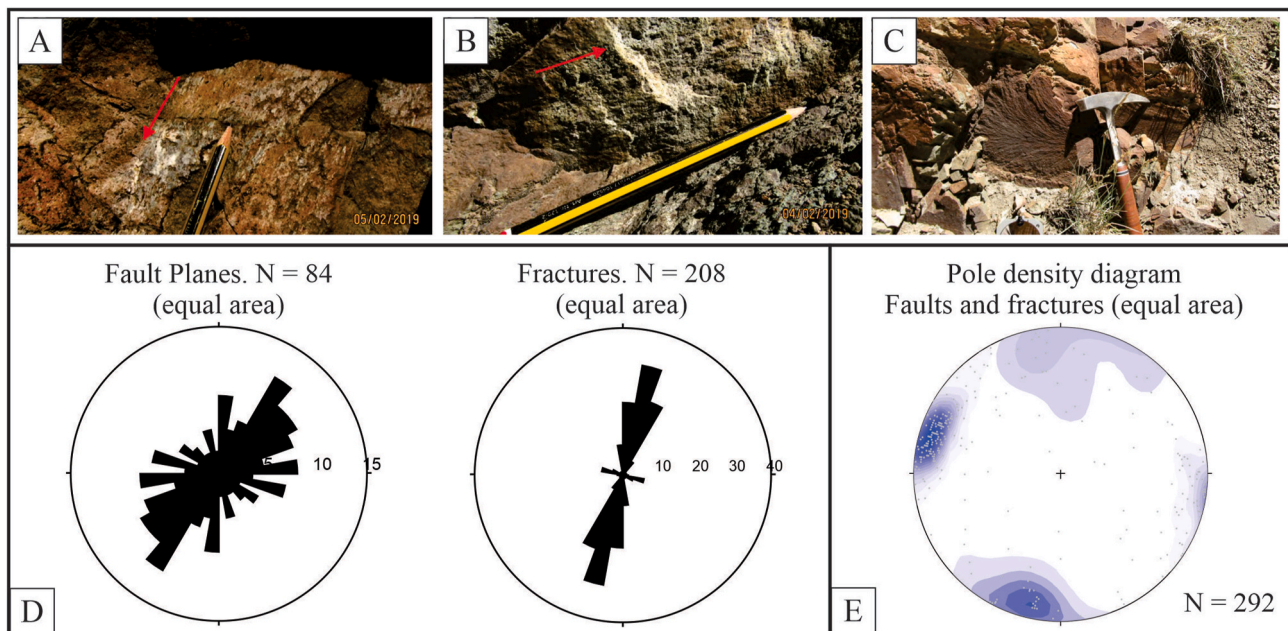 A
05/02/2019
B
04/02/2019
C
Fault Planes. N = 84
(equal area)
10
15
D
Fractures. N = 208
(equal area)
10 20 30 40
Pole density diagram
Faults and fractures (equal area)
E
N = 292